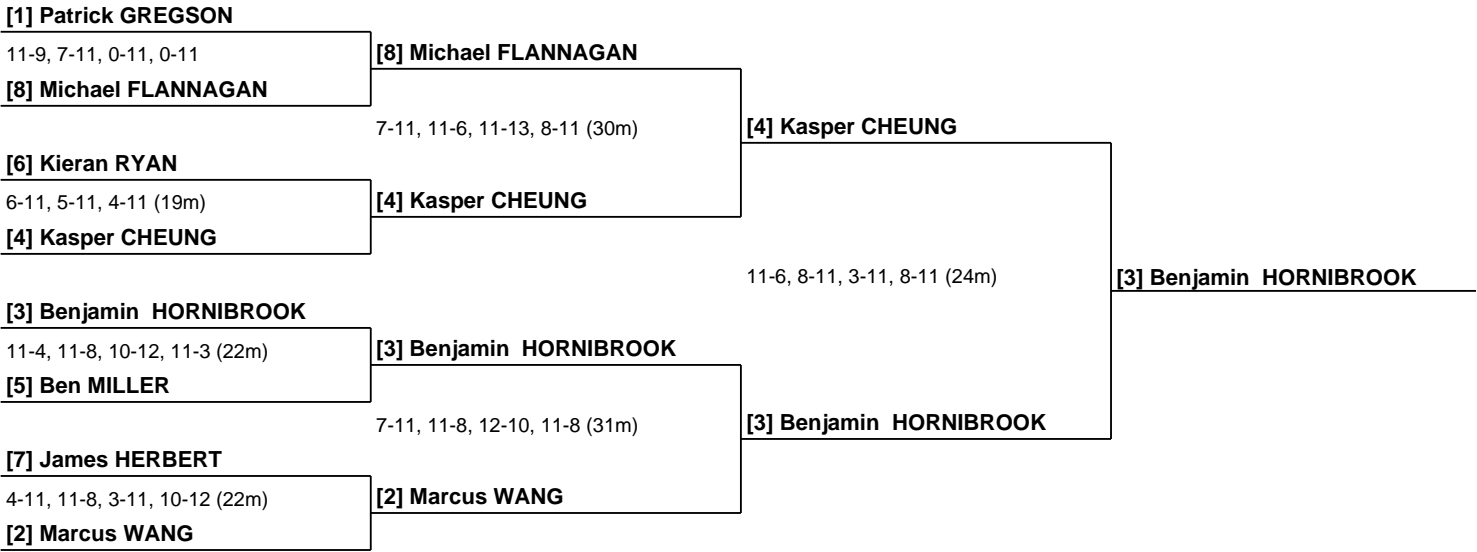 [1] Patrick GREGSON
11-9, 7-11, 0-11, 0-11
[8] Michael FLANNAGAN
[8] Michael FLANNAGAN
7-11, 11-6, 11-13, 8-11 (30m)
[4] Kasper CHEUNG
[6] Kieran RYAN
6-11, 5-11, 4-11 (19m)
[4] Kasper CHEUNG
[4] Kasper CHEUNG
11-6, 8-11, 3-11, 8-11 (24m)
[3] Benjamin  HORNIBROOK
[3] Benjamin  HORNIBROOK
11-4, 11-8, 10-12, 11-3 (22m)
[3] Benjamin  HORNIBROOK
[5] Ben MILLER
7-11, 11-8, 12-10, 11-8 (31m)
[3] Benjamin  HORNIBROOK
[7] James HERBERT
4-11, 11-8, 3-11, 10-12 (22m)
[2] Marcus WANG
[2] Marcus WANG